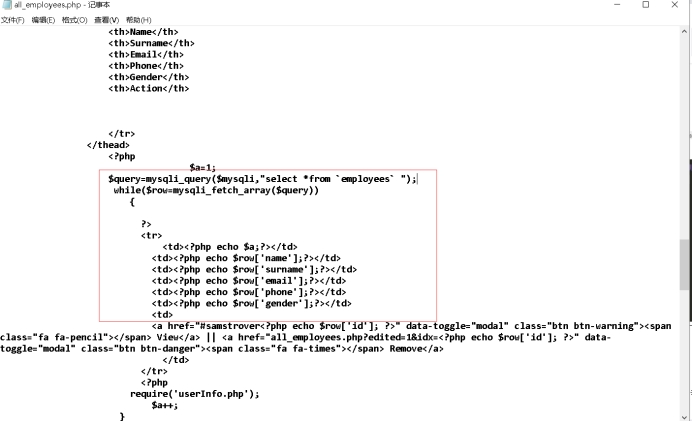 all_employees.php - 记事本
文件(F) 编辑(E) 格式(O) 查看(V) 帮助(H)
<th>Name</th>
<th>Surname</th>
<th>Email</th>
<th>Phone</th>
<th>Gender</th>
<th>Action</th>
</tr>
</thead>
<?php
$a=1;
$query=mysqli_query($mysqli,"select *from `employees` ");
while($row=mysqli_fetch_array($query))
{
?>
<tr>
<td><?php echo $a;?></td>
<td><?php echo $row['name'];?></td>
<td><?php echo $row['surname'];?></td>
<td><?php echo $row['email'];?></td>
<td><?php echo $row['phone'];?></td>
<td><?php echo $row['gender'];?></td>
<td>
<a href="#samstrover<?php echo $row['id']; ?>" data-toggle="modal" class="btn btn-warning"><span
class="fa fa-pencil"></span> View</a> || <a href="all_employees.php?edited=1&idx=<?php echo $row['id']; ?>" data-
toggle="modal" class="btn btn-danger"><span class="fa fa-times"></span> Remove</a>
</td>
</tr>
<?php
require('userInfo.php');
$a++;
}